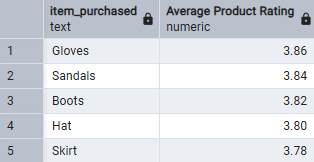 item_purchased Average Product Rating
text numeric
1 Gloves 3.86
2 Sandals 3.84
3 Boots 3.82
4 Hat 3.80
5 Skirt 3.78